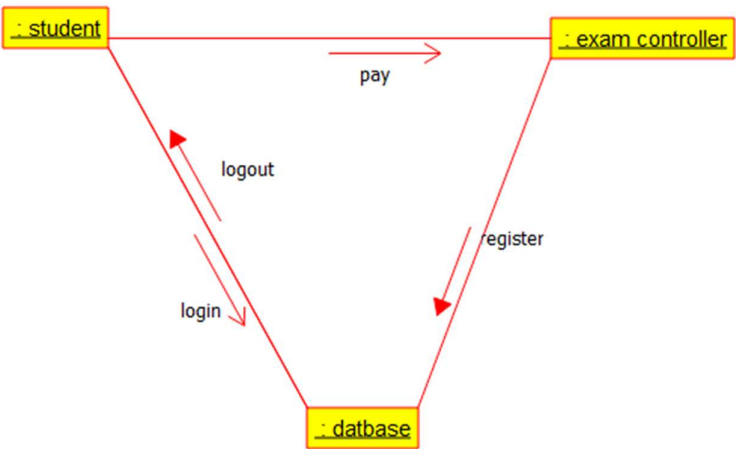 : student
: exam controller
pay
logout
register
login
: datbase